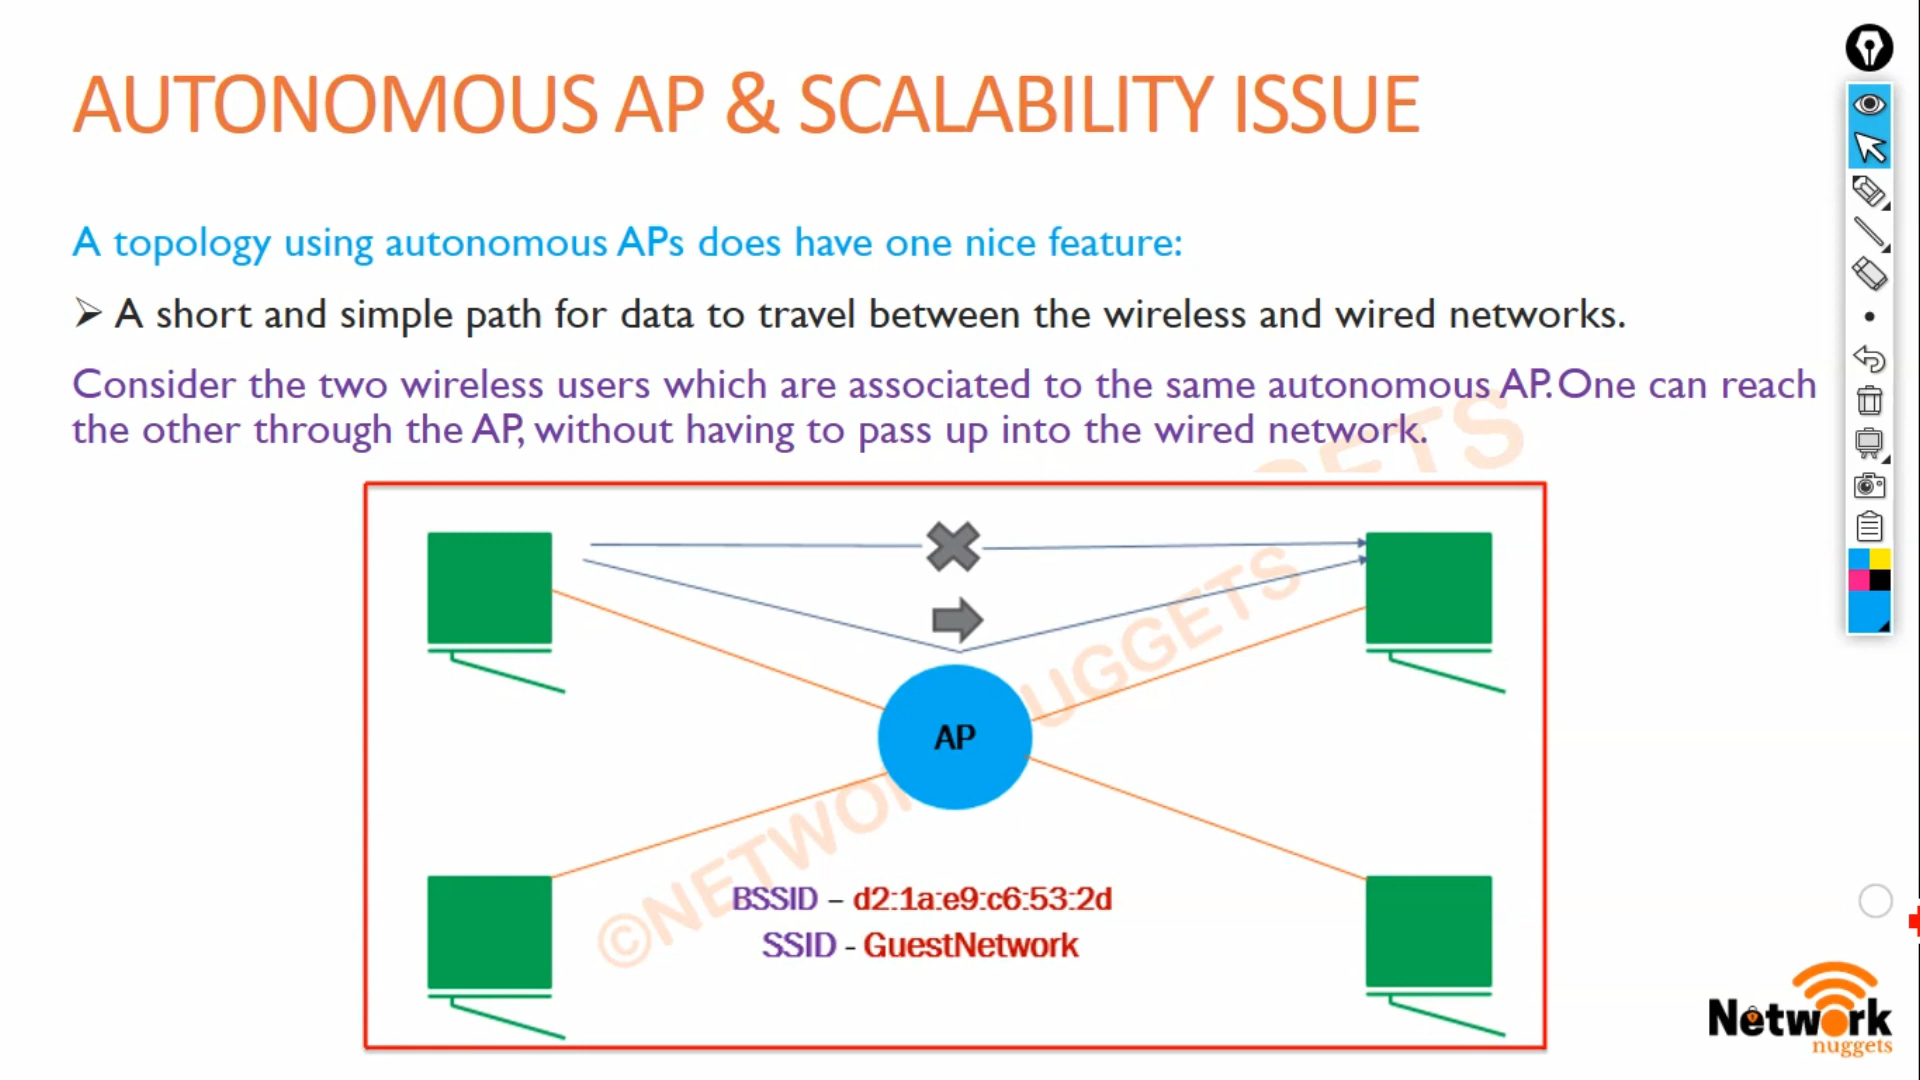 AUTONOMOUS AP & SCALABILITY ISSUE
A topology using autonomous APs does have one nice feature:
➢ A short and simple path for data to travel between the wireless and wired networks.
Consider the two wireless users which are associated to the same autonomous AP.One can reach
the other through the AP, without having to pass up into the wired network.
AP
BSSID – d2:1a:e9:c6:53:2d
SSID - GuestNetwork
Network
nuggets